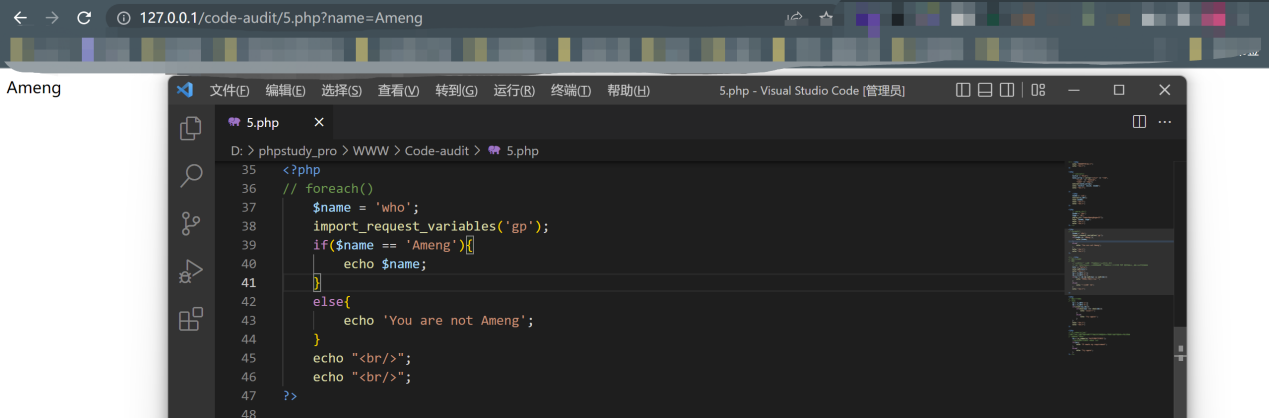 127.0.0.1/code-audit/5.php?name=Ameng
Ameng
文件(F) 编辑(E) 选择(S) 查看(V) 转到(G) 运行(R) 终端(T) 帮助(H) 5.php - Visual Studio Code [管理员]
5.php
D: > phpstudy_pro > WWW > Code-audit > 5.php
35 <?php
36 // foreach()
37 $name = 'who';
38 import_request_variables('gp');
39 if($name == 'Ameng'){
40 echo $name;
41 }
42 else{
43 echo 'You are not Ameng';
44 }
45 echo "<br/>";
46 echo "<br/>";
47 ?>
48